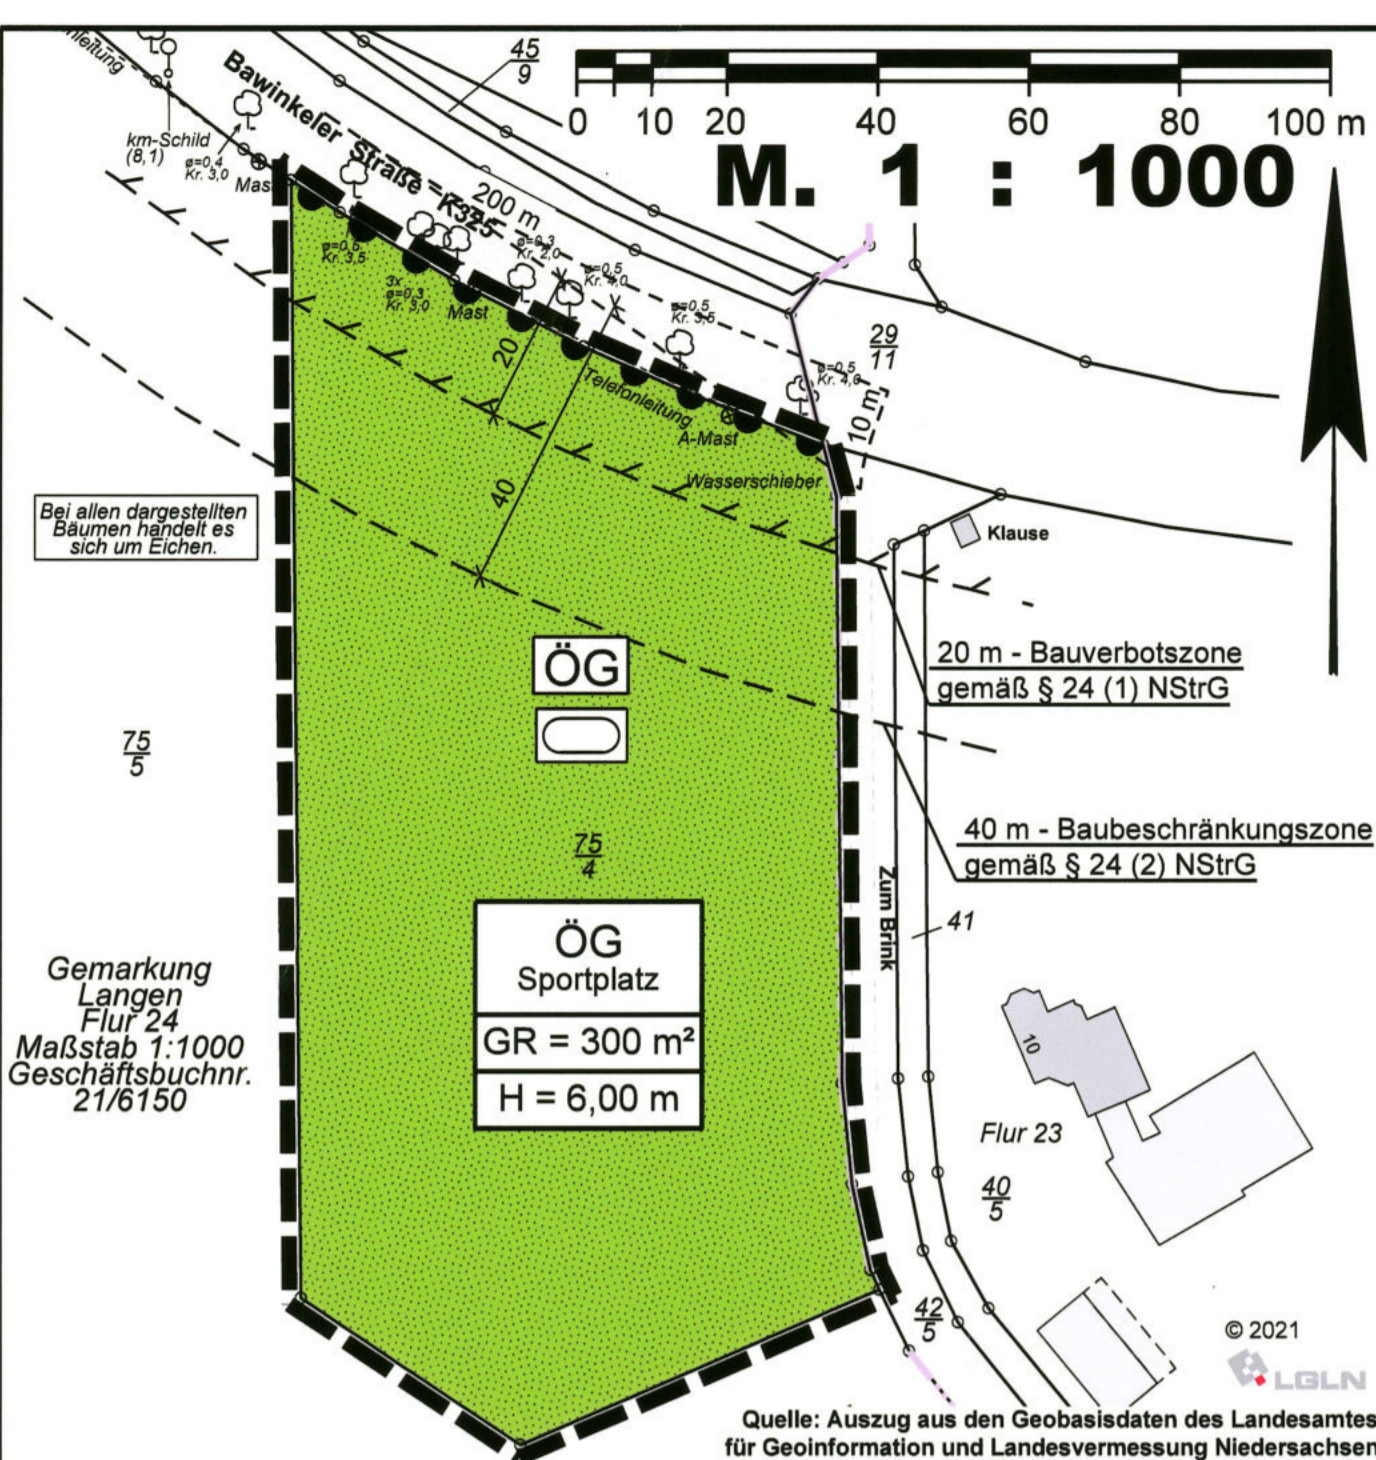 45
9
0 10 20 40 60 80 100 m
M. 1 : 1000
Bawinkeler Straße K325
200 m
km-Schild
(8,1)
ø=0,4
Kr. 3,0
Mast
ø=0,5
Kr. 3,5
3x
ø=0,3
Kr. 3,0
Mast
ø=0,3
Kr. 2,0
ø=0,5
Kr. 4,0
ø=0,5
Kr. 3,5
ø=0,5
Kr. 4,0
29
11
10 m
20
40
Telefonleitung
A-Mast
Wasserschieber
Bei allen dargestellten
Bäumen handelt es
sich um Eichen.
Klause
20 m - Bauverbotszone
gemäß § 24 (1) NStrG
ÖG
75
5
75
4
40 m - Baubeschränkungszone
gemäß § 24 (2) NStrG
Zum Brink
41
ÖG
Sportplatz
GR = 300 m²
H = 6,00 m
Gemarkung
Langen
Flur 24
Maßstab 1:1000
Geschäftsbuchnr.
21/6150
10
Flur 23
40
5
42
5
© 2021
LGLN
Quelle: Auszug aus den Geobasisdaten des Landesamtes
für Geoinformation und Landesvermessung Niedersachsen